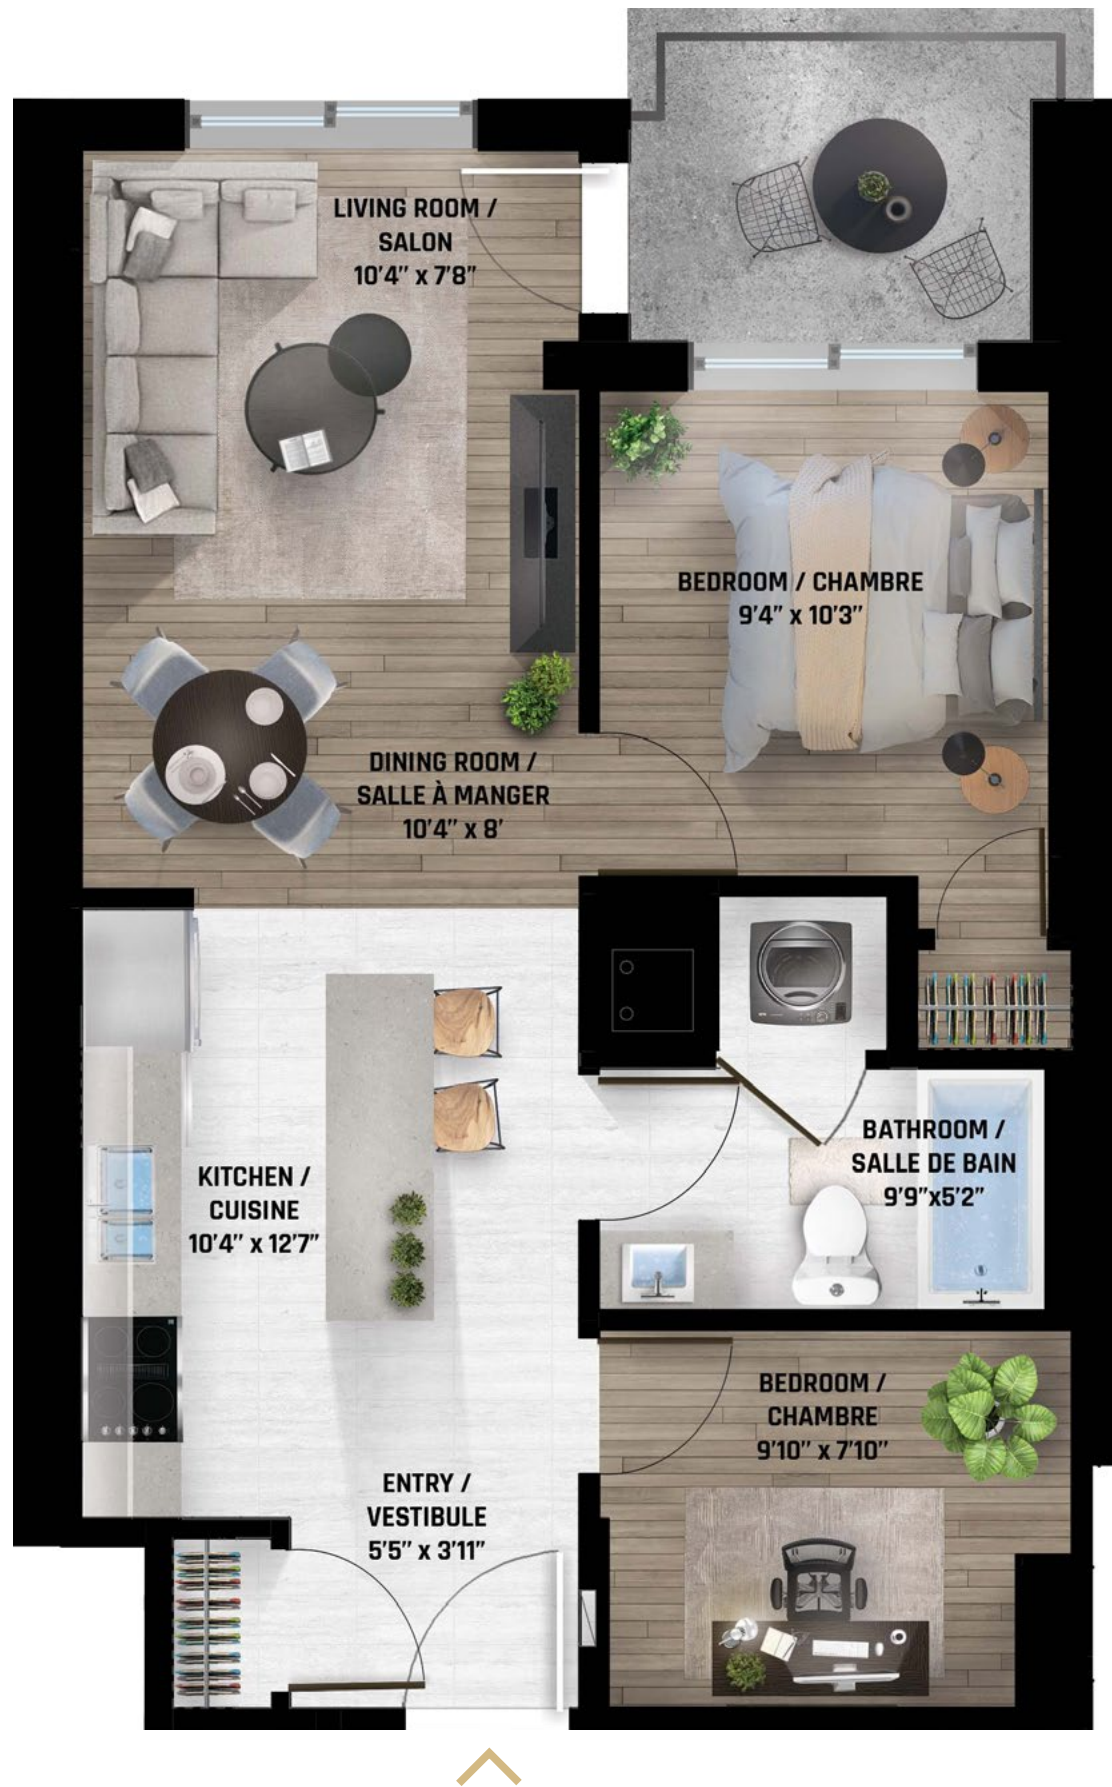 LIVING ROOM /
SALON
10'4" x 7'8"
BEDROOM / CHAMBRE
9'4" x 10'3"
DINING ROOM /
SALLE À MANGER
10'4" x 8'
BATHROOM /
SALLE DE BAIN
9'9"x5'2"
KITCHEN /
CUISINE
10'4" x 12'7"
BEDROOM /
CHAMBRE
9'10" x 7'10"
ENTRY /
VESTIBULE
5'5" x 3'11"